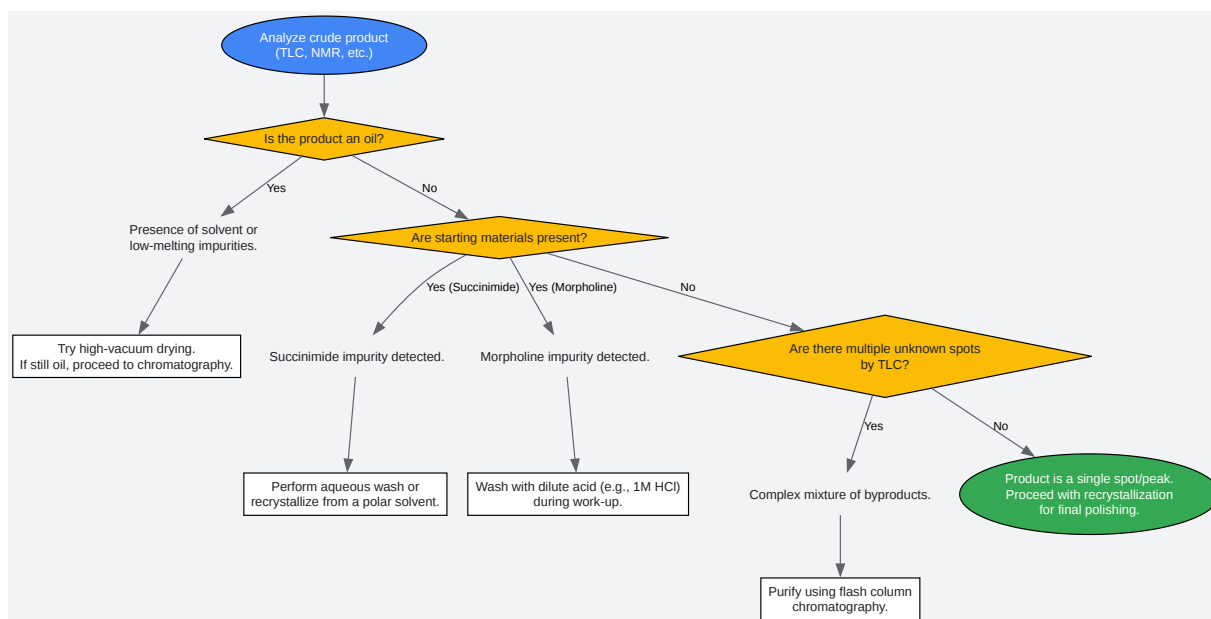 Analyze crude product
(TLC, NMR, etc.)
Is the product an oil?
Yes
No
Presence of solvent or
low-melting impurities.
Are starting materials present?
Yes (Succinimide)
Yes (Morpholine)
No
Try high-vacuum drying.
If still oil, proceed to chromatography.
Succinimide impurity detected.
Morpholine impurity detected.
Are there multiple unknown spots
by TLC?
Yes
No
Perform aqueous wash or
recrystallize from a polar solvent.
Wash with dilute acid (e.g., 1M HCl)
during work-up.
Complex mixture of byproducts.
Product is a single spot/peak.
Proceed with recrystallization
for final polishing.
Purify using flash column
chromatography.